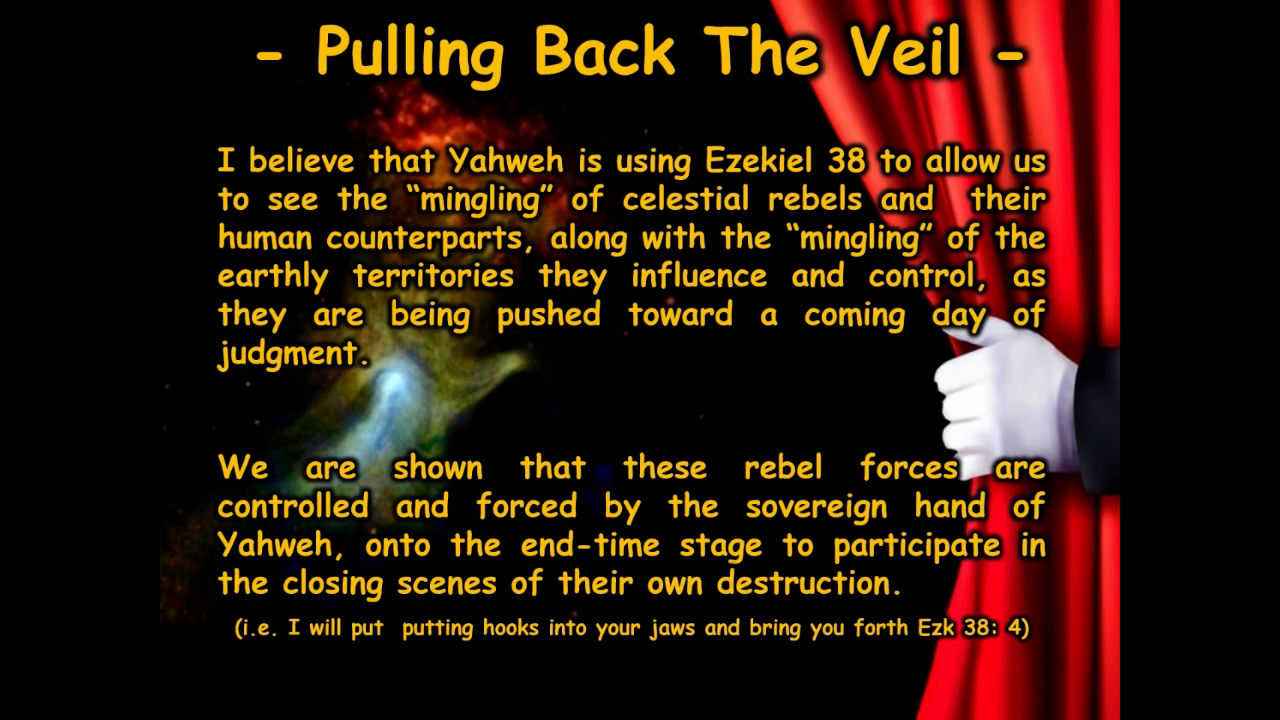 - Pulling Back The Veil -
I believe that Yahweh is using Ezekiel 38 to allow us
to see the “mingling” of celestial rebels and their
human counterparts, along with the “mingling” of the
earthly territories they influence and control, as
they are being pushed toward a coming day of
judgment.
We are shown that these rebel forces are
controlled and forced by the sovereign hand of
Yahweh, onto the end-time stage to participate in
the closing scenes of their own destruction.
(i.e. I will put putting hooks into your jaws and bring you forth Ezk 38: 4)